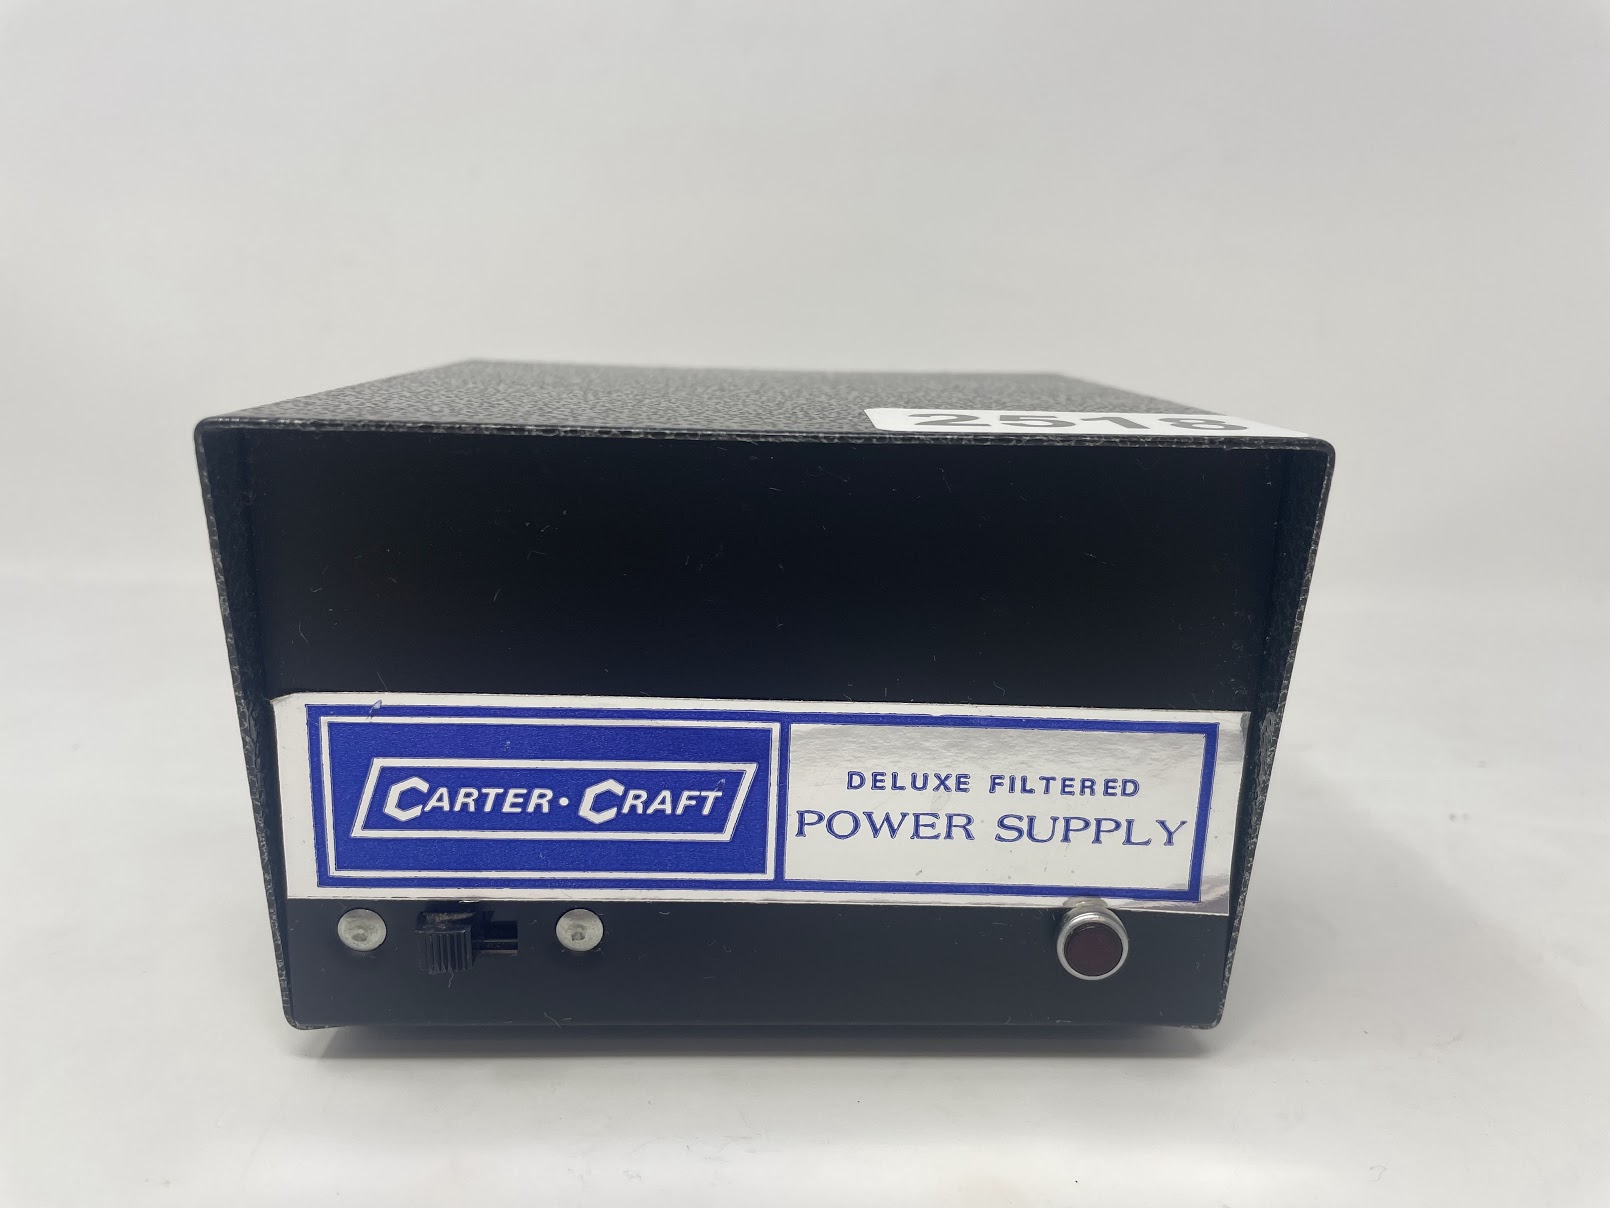 2518
CARTER·CRAFT
DELUXE FILTERED
POWER SUPPLY